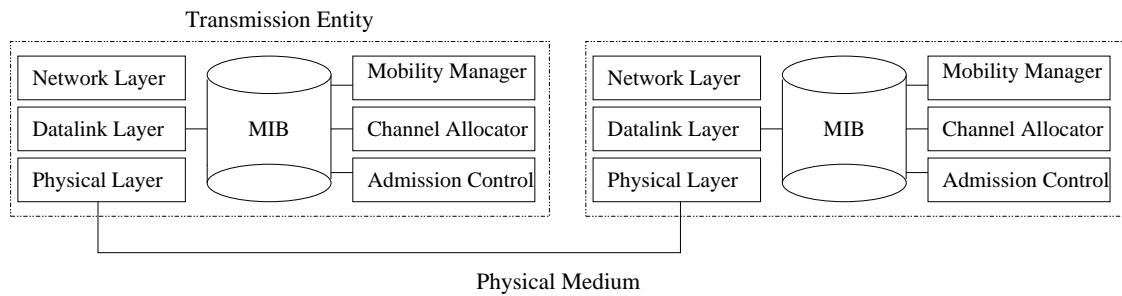 Transmission Entity
Network Layer
Datalink Layer
Physical Layer
MIB
Mobility Manager
Channel Allocator
Admission Control
Network Layer
Datalink Layer
Physical Layer
MIB
Mobility Manager
Channel Allocator
Admission Control
Physical Medium